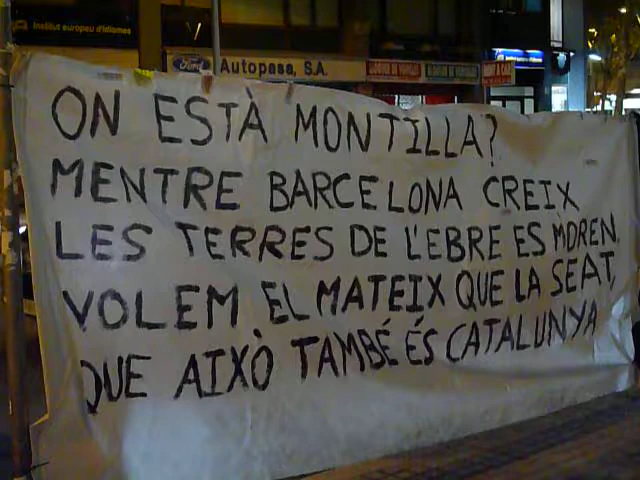 Institut europeu d'idiomes
Ford Autopasa, S.A.
ON ESTÀ MONTILLA?
MENTRE BARCELONA CREIX
LES TERRES DE L'EBRE ES MOREN.
VOLEM EL MATEIX QUE LA SEAT,
QUE AIXÒ TAMBÉ ÉS CATALUNYA